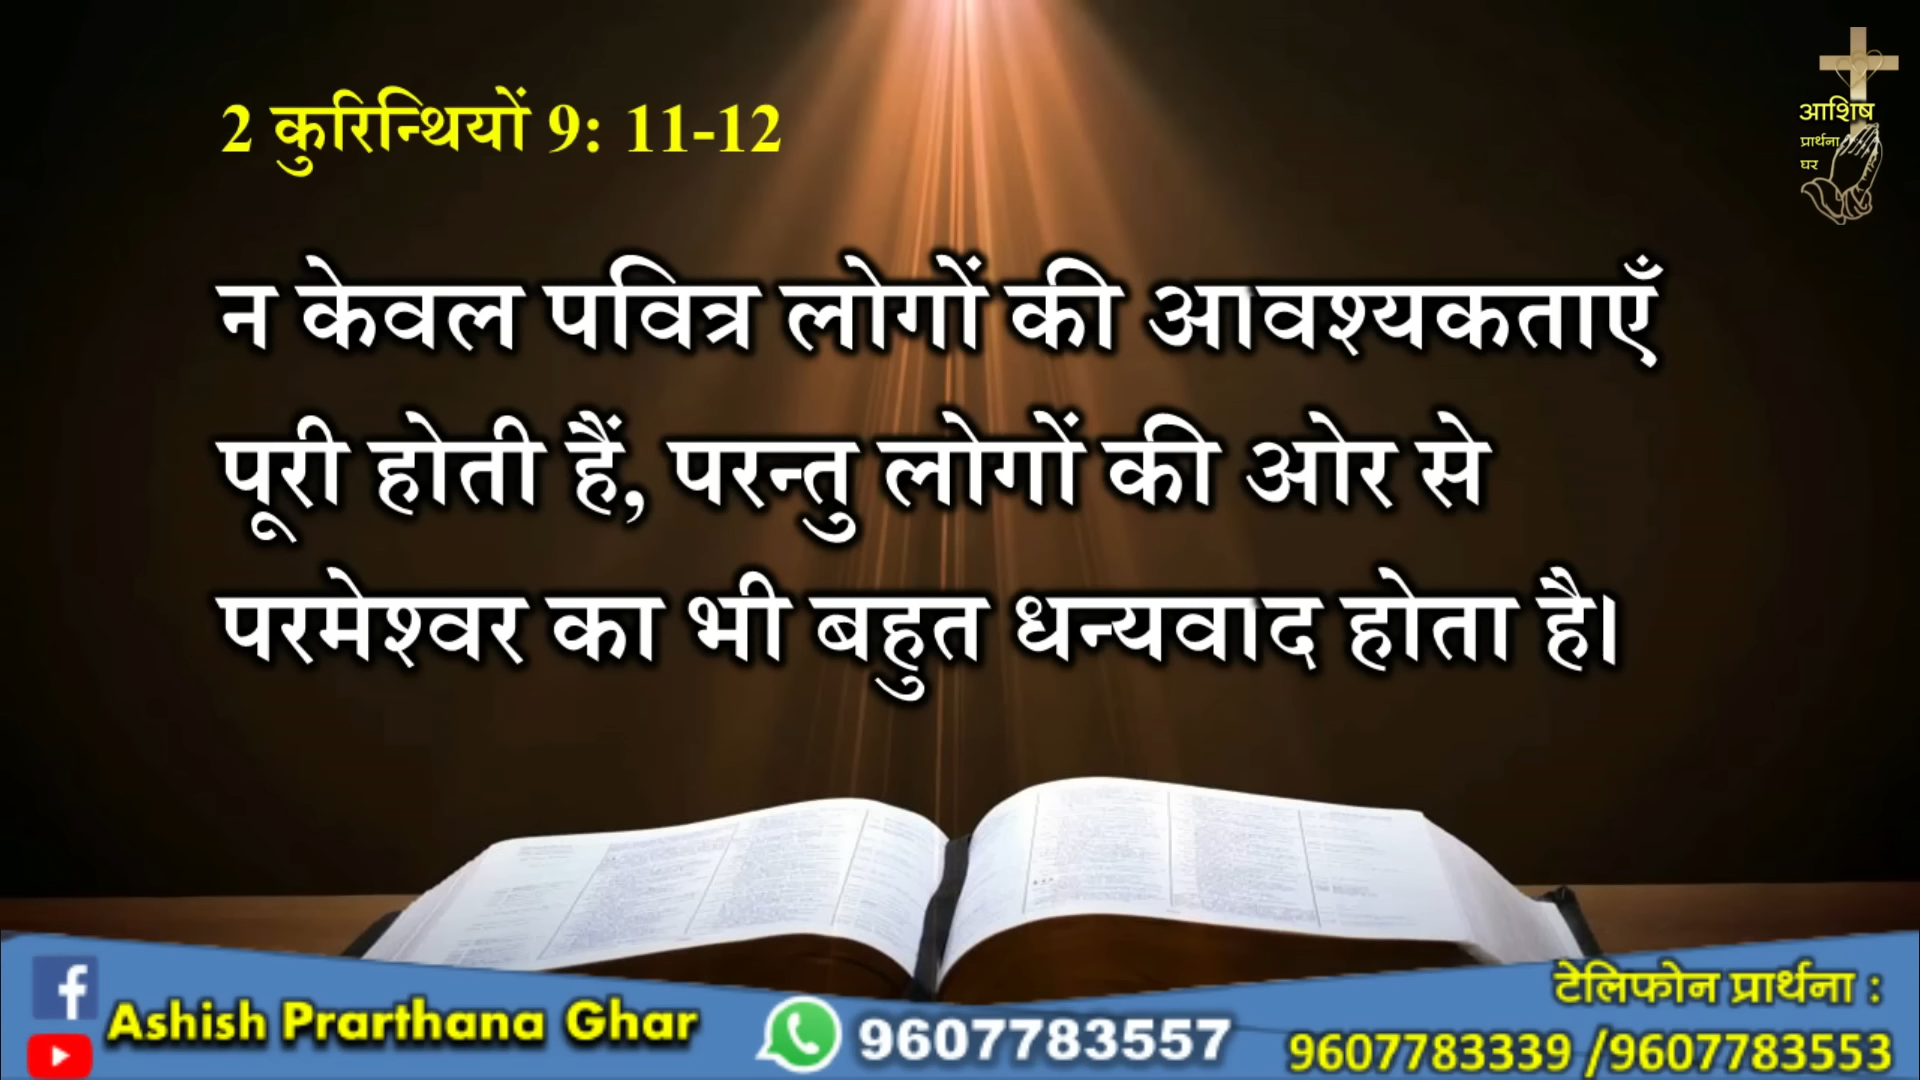 2 कुरिन्थियों 9: 11-12
आशिष
प्रार्थना
घर
न केवल पवित्र लोगों की आवश्यकताएँ
पूरी होती हैं, परन्तु लोगों की ओर से
परमेश्वर का भी बहुत धन्यवाद होता है।
Ashish Prarthana Ghar
9607783557
टेलिफोन प्रार्थना :
9607783339 /9607783553